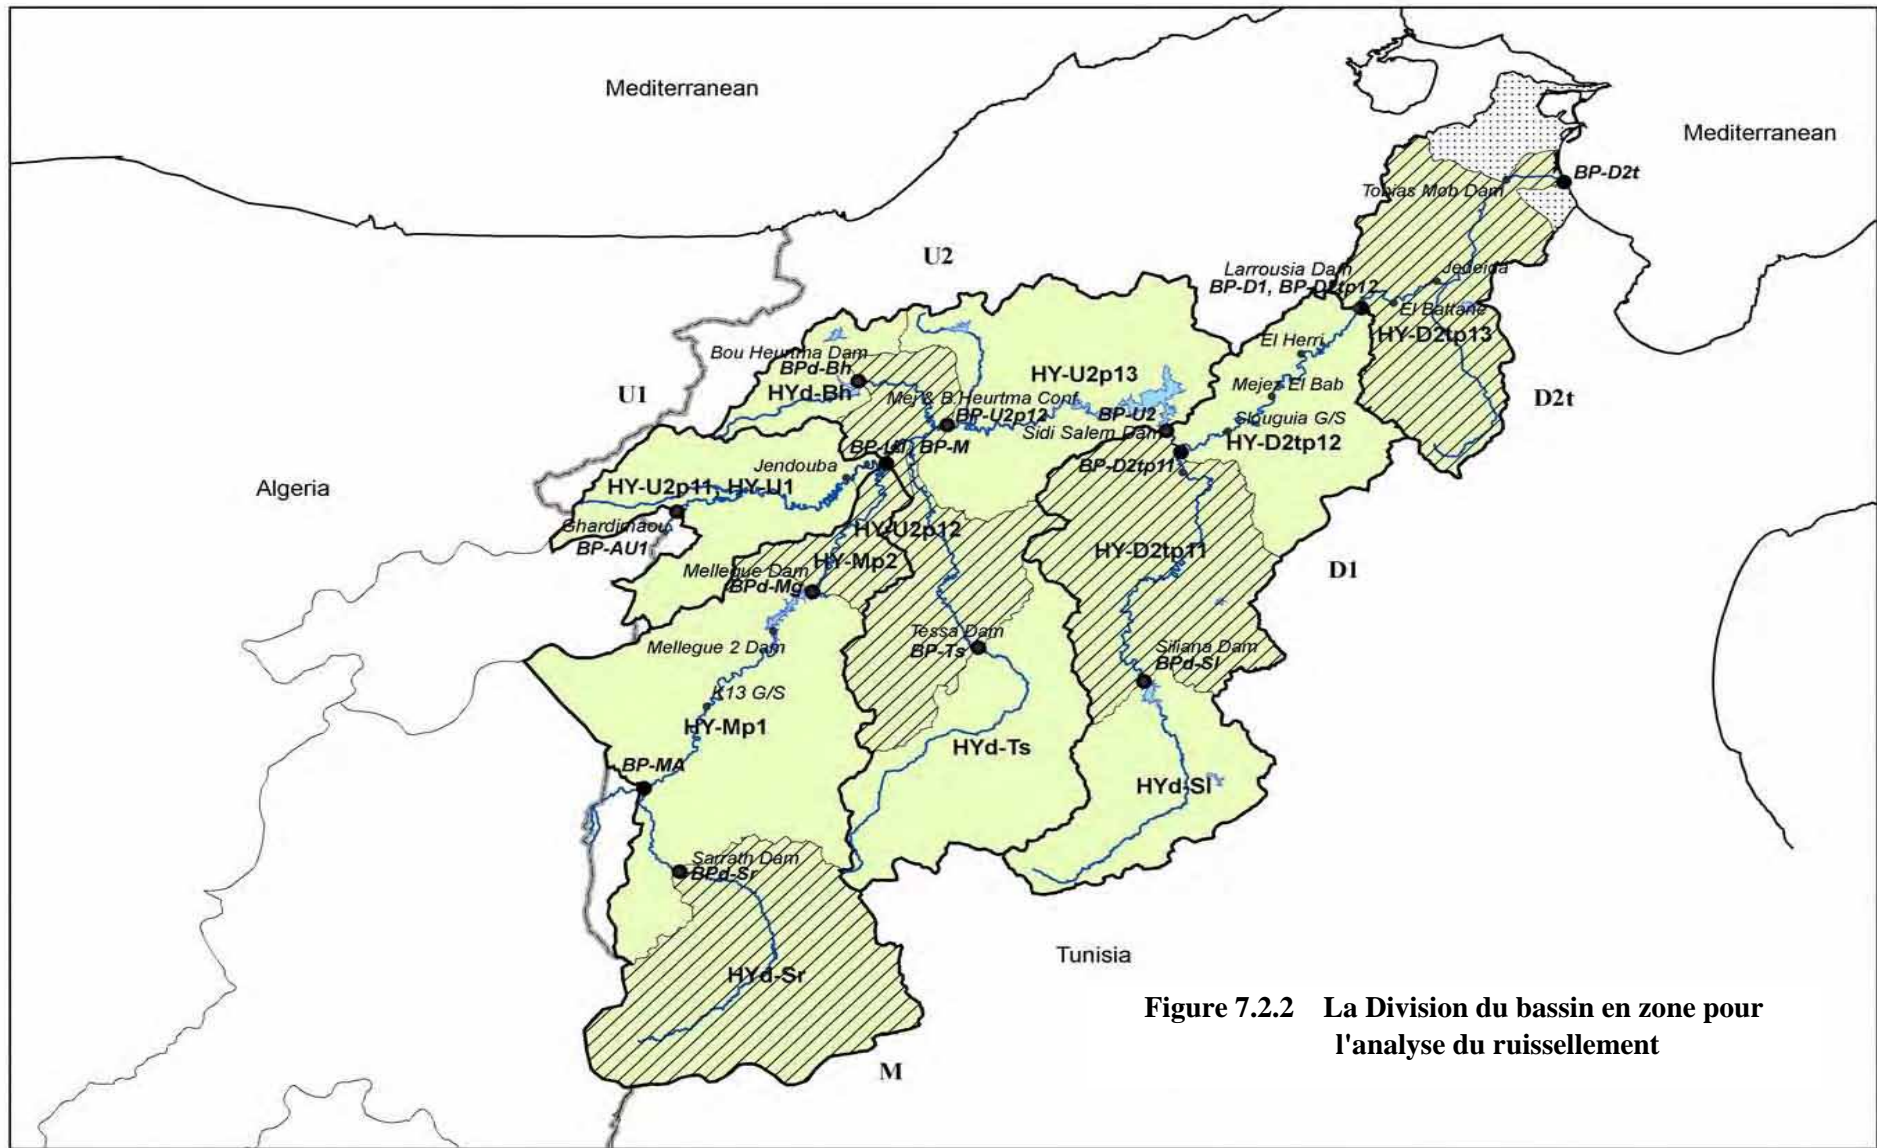 Mediterranean
Mediterranean
BP-D2t
Tobias Mob Dam
U2
Larrousia Dam
BP-D1, BP-D2tp12
Jedeida
El Battane
HY-D2tp13
El Herri
Bou Heurtma Dam
BPd-Bh
HYd-Bh
HY-U2p13
Mejez El Bab
D2t
U1
Mej & B.Heurtma Conf
BP-U2p12
BP-U2
Slouguia G/S
Sidi Salem Dam
HY-D2tp12
BP-U1
BP-M
BP-D2tp11
Jendouba
Algeria
HY-U2p11, HY-U1
Ghardimaou
BP-AU1
HY-U2p12
HY-D2tp11
HY-Mp2
Mellegue Dam
BPd-Mg
D1
Tessa Dam
BP-Ts
Mellegue 2 Dam
Siliana Dam
BPd-Sl
K13 G/S
HY-Mp1
HYd-Ts
BP-MA
HYd-Sl
Sarrath Dam
BPd-Sr
HYd-Sr
Tunisia
M
Figure 7.2.2 La Division du bassin en zone pour
l'analyse du ruissellement